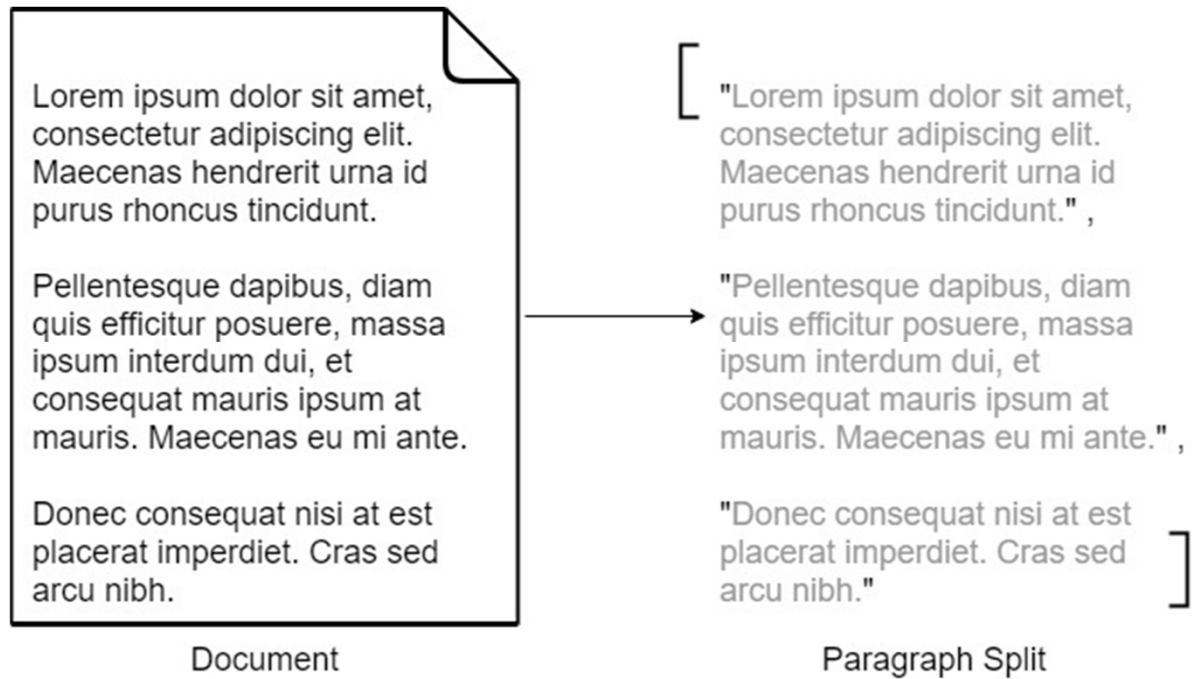 Lorem ipsum dolor sit amet,
consectetur adipiscing elit.
Maecenas hendrerit urna id
purus rhoncus tincidunt.
Pellentesque dapibus, diam
quis efficitur posuere, massa
ipsum interdum dui, et
consequat mauris ipsum at
mauris. Maecenas eu mi ante.
Donec consequat nisi at est
placerat imperdiet. Cras sed
arcu nibh.
Document
[
"Lorem ipsum dolor sit amet,
consectetur adipiscing elit.
Maecenas hendrerit urna id
purus rhoncus tincidunt." ,
"Pellentesque dapibus, diam
quis efficitur posuere, massa
ipsum interdum dui, et
consequat mauris ipsum at
mauris. Maecenas eu mi ante." ,
"Donec consequat nisi at est
placerat imperdiet. Cras sed
arcu nibh."
]
Paragraph Split